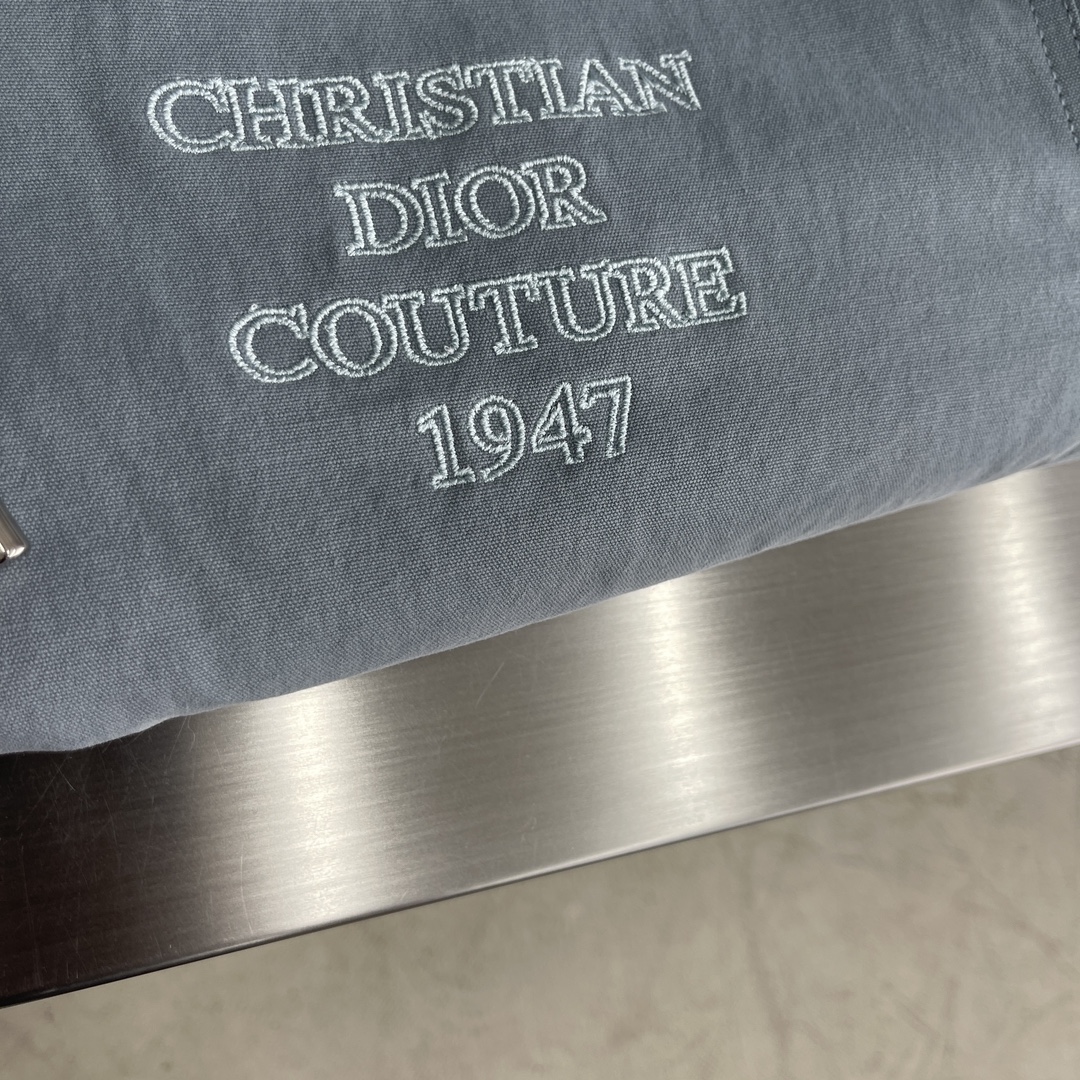 CHRISTIAN
DIOR
COUTURE
1947